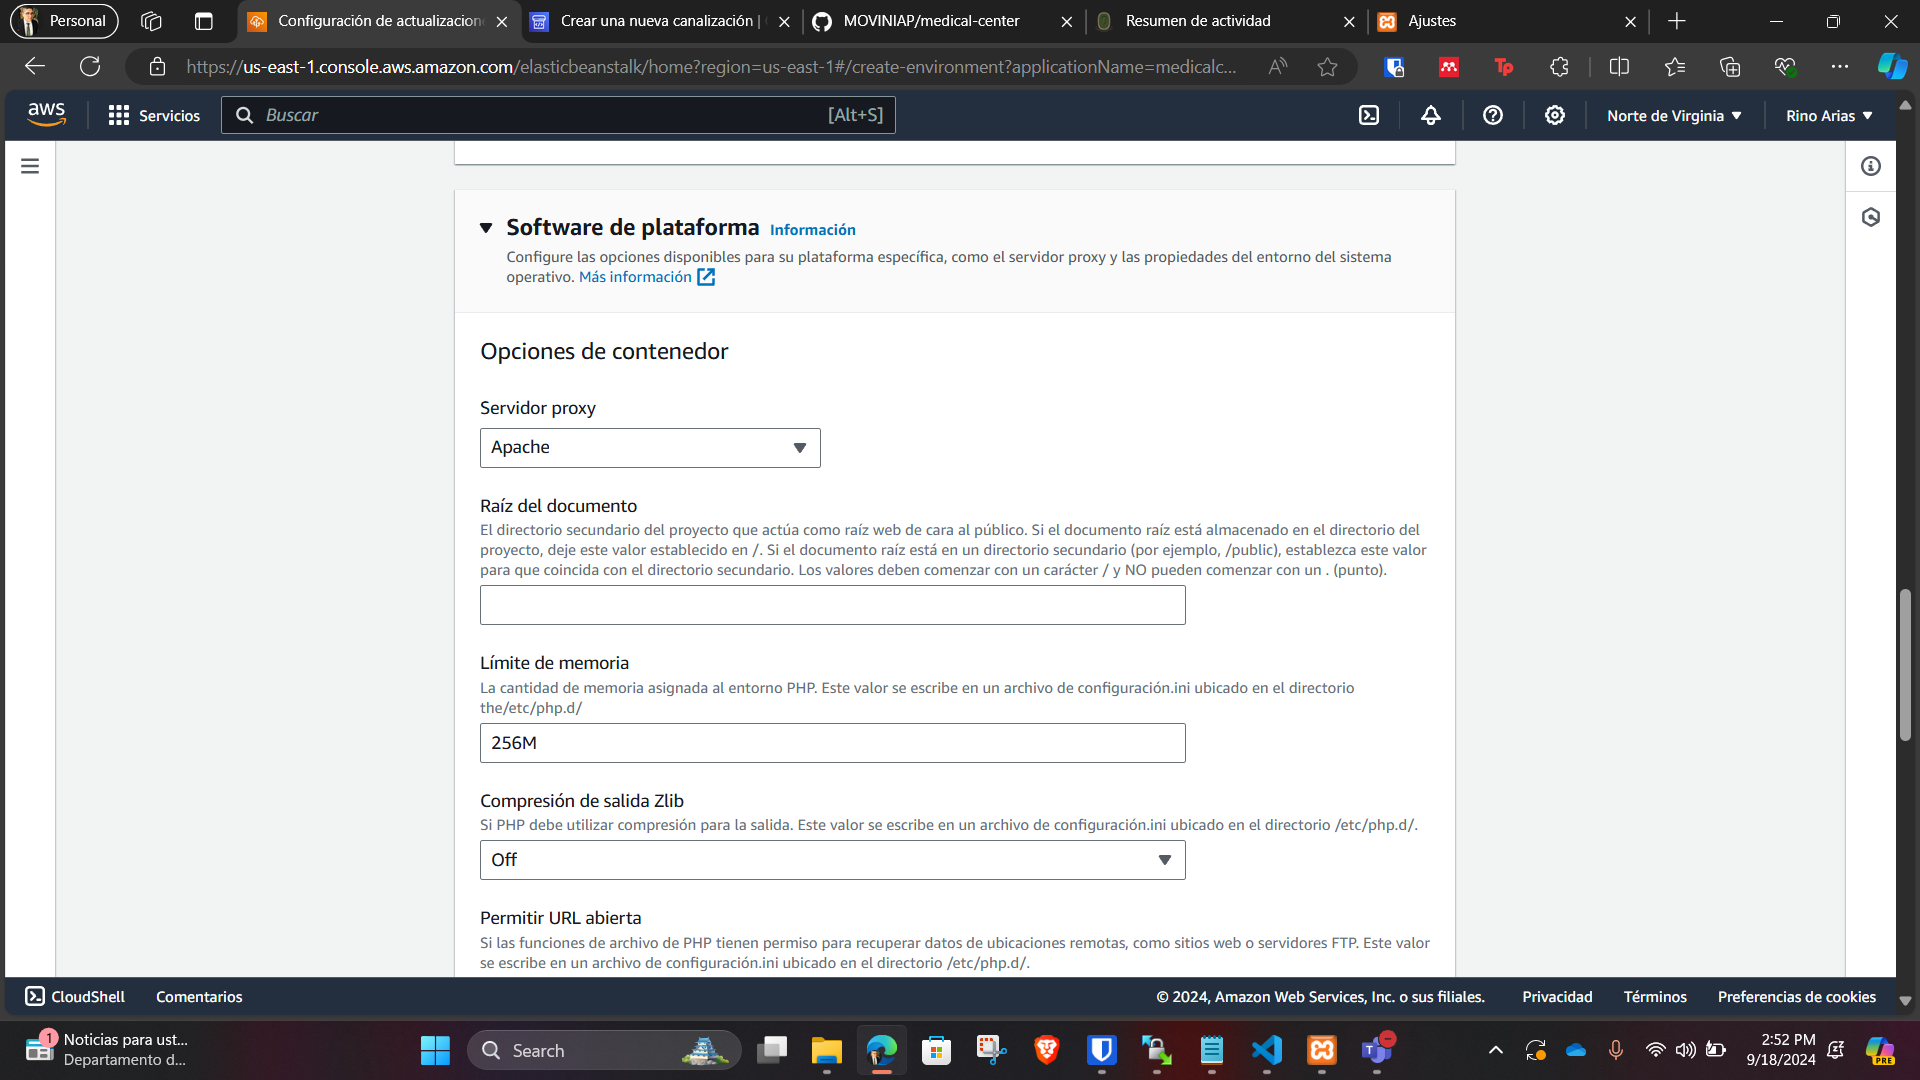 Personal
Configuración de actualizacion
Crear una nueva canalización |
MOVINIAP/medical-center
Resumen de actividad
Ajustes
https://us-east-1.console.aws.amazon.com/elasticbeanstalk/home?region=us-east-1#/create-environment?applicationName=medicalc...
aws
Servicios
Buscar
[Alt+S]
Norte de Virginia
Rino Arias
Software de plataforma Información
Configure las opciones disponibles para su plataforma específica, como el servidor proxy y las propiedades del entorno del sistema
operativo. Más información
Opciones de contenedor
Servidor proxy
Apache
Raíz del documento
El directorio secundario del proyecto que actúa como raíz web de cara al público. Si el documento raíz está almacenado en el directorio del
proyecto, deje este valor establecido en /. Si el documento raíz está en un directorio secundario (por ejemplo, /public), establezca este valor
para que coincida con el directorio secundario. Los valores deben comenzar con un carácter / y NO pueden comenzar con un . (punto).
Límite de memoria
La cantidad de memoria asignada al entorno PHP. Este valor se escribe en un archivo de configuración.ini ubicado en el directorio
the/etc/php.d/
256M
Compresión de salida Zlib
Si PHP debe utilizar compresión para la salida. Este valor se escribe en un archivo de configuración.ini ubicado en el directorio /etc/php.d/.
Off
Permitir URL abierta
Si las funciones de archivo de PHP tienen permiso para recuperar datos de ubicaciones remotas, como sitios web o servidores FTP. Este valor
se escribe en un archivo de configuración.ini ubicado en el directorio /etc/php.d/.
CloudShell
Comentarios
© 2024, Amazon Web Services, Inc. o sus filiales.
Privacidad
Términos
Preferencias de cookies
1
Noticias para ust...
Departamento d...
Search
2:52 PM
9/18/2024
PRE